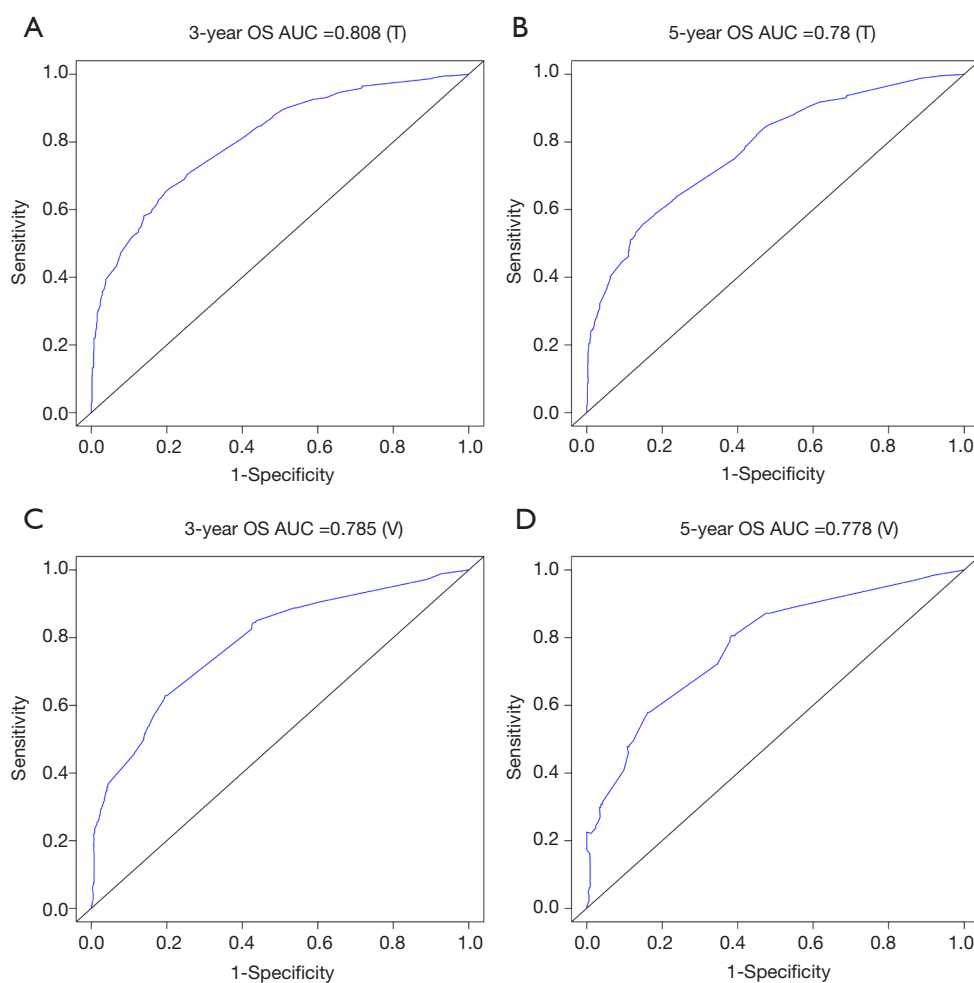 A
3-year OS AUC =0.808 (T)
1.0
0.8
0.6
0.4
0.2
0.0
Sensitivity
0.0 0.2 0.4 0.6 0.8 1.0
1-Specificity
B
5-year OS AUC =0.78 (T)
1.0
0.8
0.6
0.4
0.2
0.0
Sensitivity
0.0 0.2 0.4 0.6 0.8 1.0
1-Specificity
C
3-year OS AUC =0.785 (V)
1.0
0.8
0.6
0.4
0.2
0.0
Sensitivity
0.0 0.2 0.4 0.6 0.8 1.0
1-Specificity
D
5-year OS AUC =0.778 (V)
1.0
0.8
0.6
0.4
0.2
0.0
Sensitivity
0.0 0.2 0.4 0.6 0.8 1.0
1-Specificity